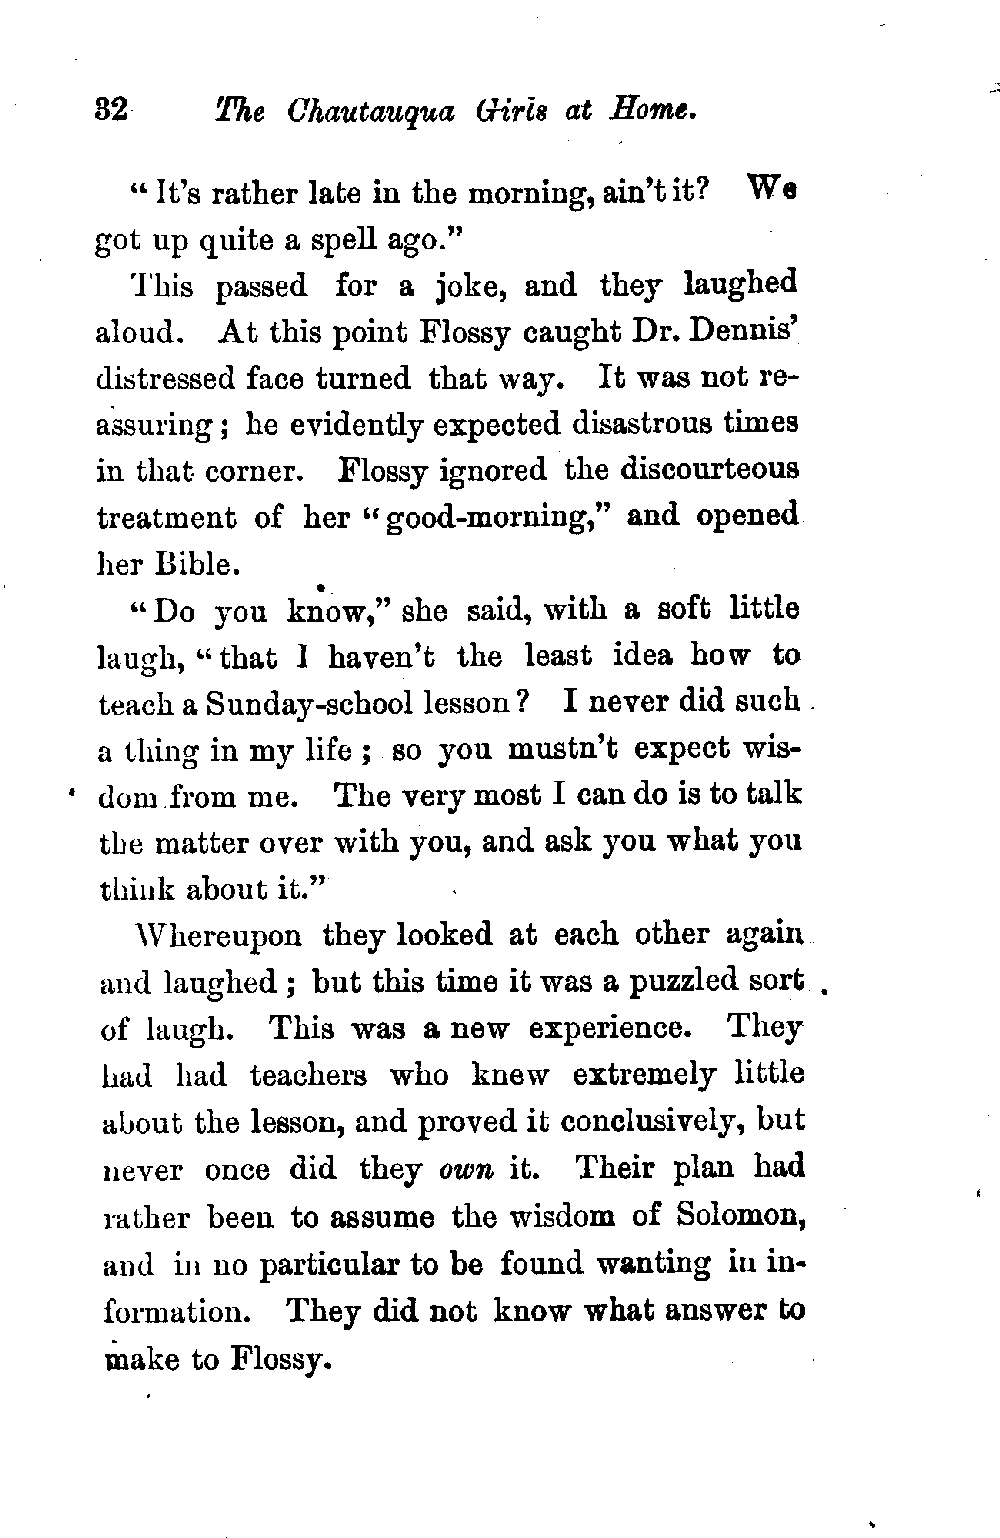 32 The Chautauqua Girls at Home.
"It's rather late in the morning, ain't it? We
got up quite a spell ago."
This passed for a joke, and they laughed
aloud. At this point Flossy caught Dr. Dennis'
distressed face turned that way. It was not re-
assuring; he evidently expected disastrous times
in that corner. Flossy ignored the discourteous
treatment of her "good-morning," and opened
her Bible.
"Do you know," she said, with a soft little
laugh, "that I haven't the least idea how to
teach a Sunday-school lesson? I never did such
a thing in my life; so you mustn't expect wis-
dom from me. The very most I can do is to talk
the matter over with you, and ask you what you
think about it."
Whereupon they looked at each other again
and laughed; but this time it was a puzzled sort
of laugh. This was a new experience. They
had had teachers who knew extremely little
about the lesson, and proved it conclusively, but
never once did they own it. Their plan had
rather been to assume the wisdom of Solomon,
and in no particular to be found wanting in in-
formation. They did not know what answer to
make to Flossy.